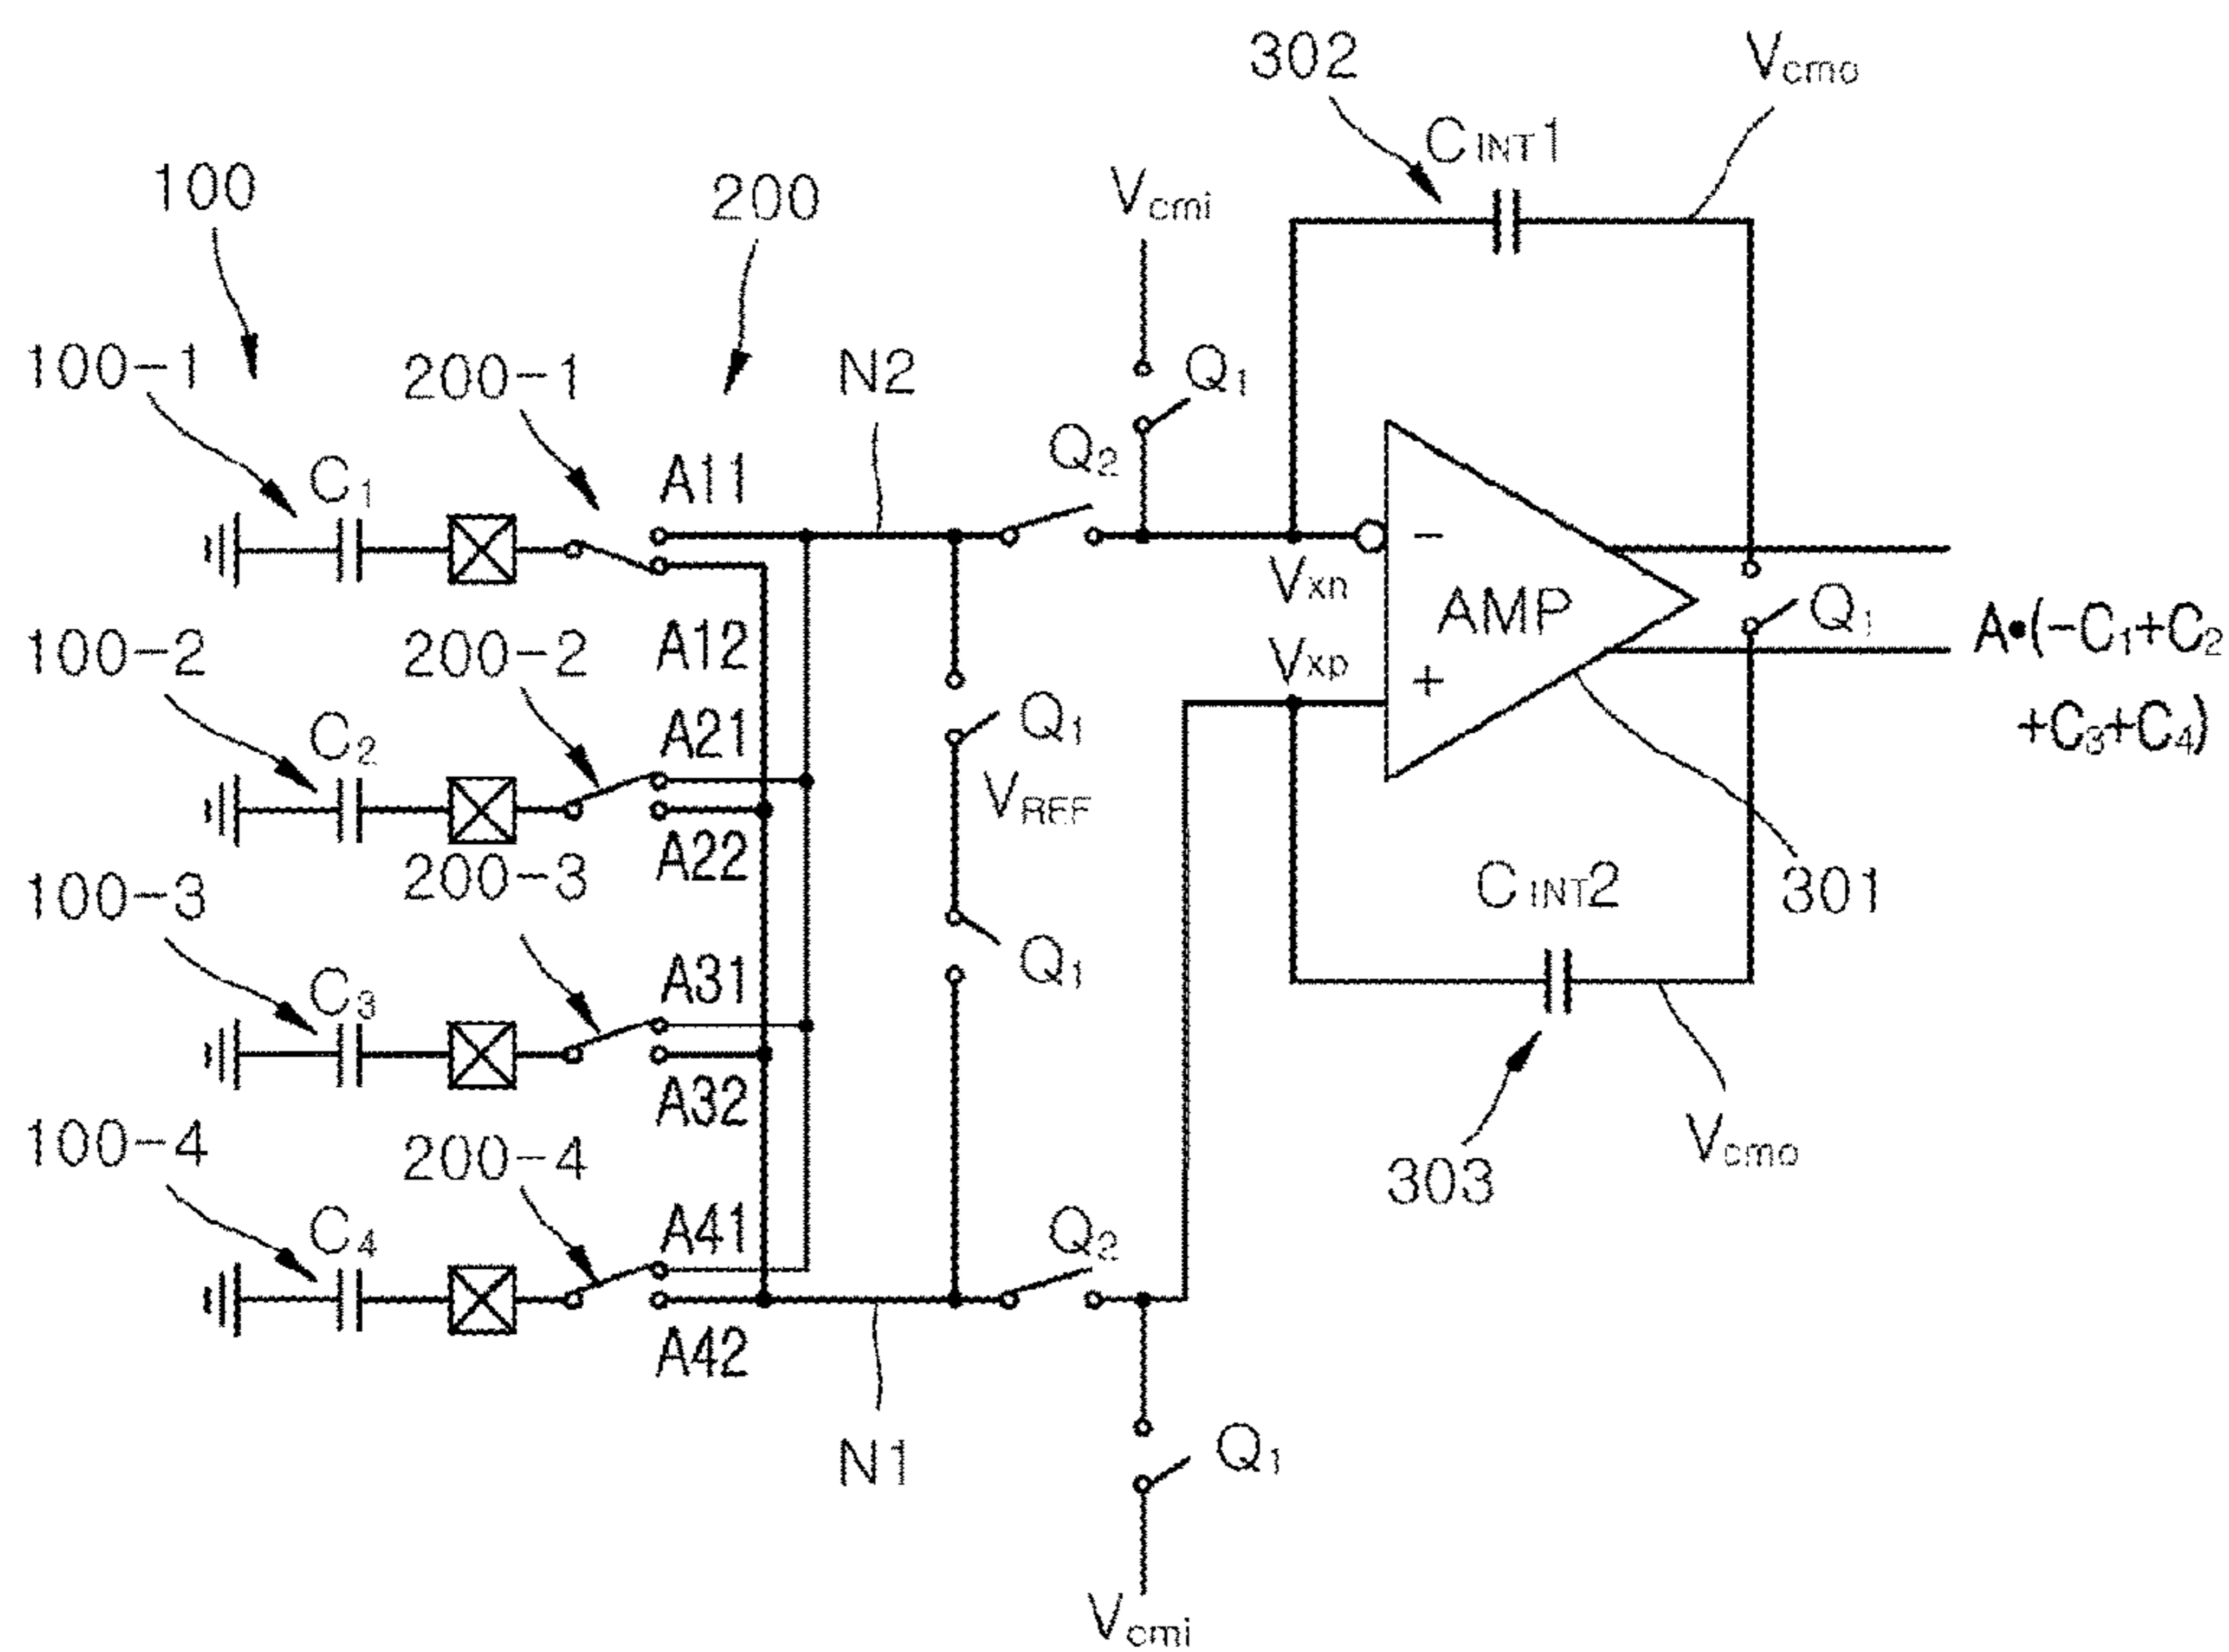 302
Vcmo
CINT1
100
200
Vcmi
100-1
200-1
N2
Q1
Q2
C1
A11
Vxn
−
AMP
Q1
A•(-C1+C2
+C3+C4)
100-2
200-2
A12
Vxp
+
C2
A21
Q1
VREF
A22
100-3
200-3
CINT2
301
C3
A31
Q1
A32
100-4
200-4
303
Vcmo
C4
A41
Q2
A42
N1
Q1
Vcmi